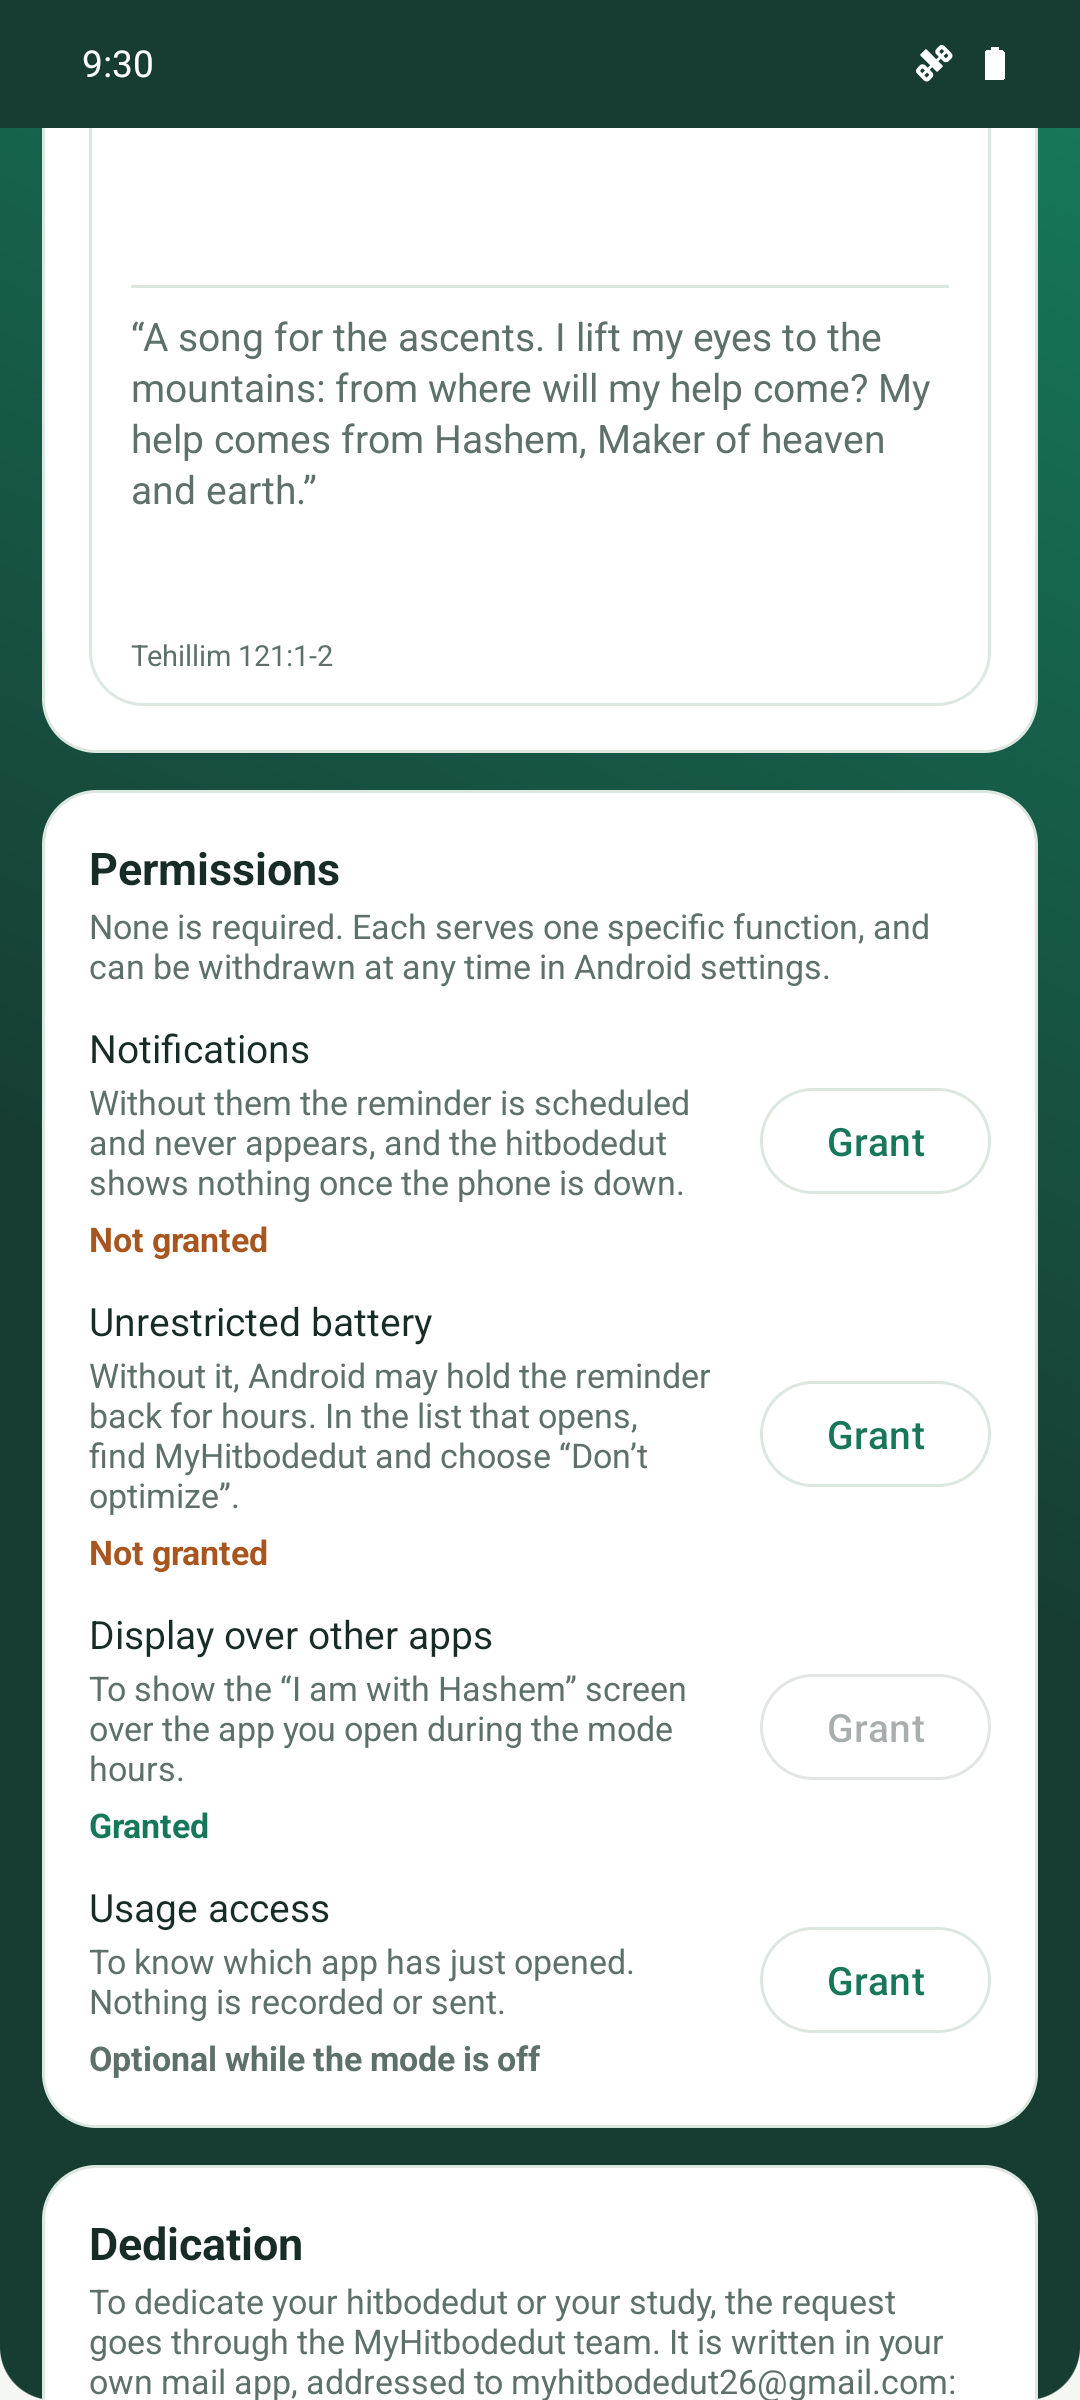 9:30
“A song for the ascents. I lift my eyes to the
mountains: from where will my help come? My
help comes from Hashem, Maker of heaven
and earth.”
Tehillim 121:1-2
Permissions
None is required. Each serves one specific function, and
can be withdrawn at any time in Android settings.
Notifications
Without them the reminder is scheduled
and never appears, and the hitbodedut
shows nothing once the phone is down.
Grant
Not granted
Unrestricted battery
Without it, Android may hold the reminder
back for hours. In the list that opens,
find MyHitbodedut and choose “Don’t
optimize”.
Grant
Not granted
Display over other apps
To show the “I am with Hashem” screen
over the app you open during the mode
hours.
Grant
Granted
Usage access
To know which app has just opened.
Nothing is recorded or sent.
Grant
Optional while the mode is off
Dedication
To dedicate your hitbodedut or your study, the request
goes through the MyHitbodedut team. It is written in your
own mail app, addressed to myhitbodedut26@gmail.com: